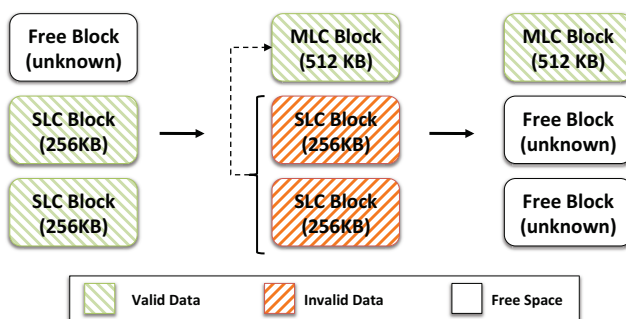 Free Block
(unknown)
MLC Block
(512 KB)
MLC Block
(512 KB)
SLC Block
(256KB)
SLC Block
(256KB)
Free Block
(unknown)
SLC Block
(256KB)
SLC Block
(256KB)
Free Block
(unknown)
Valid Data
Invalid Data
Free Space